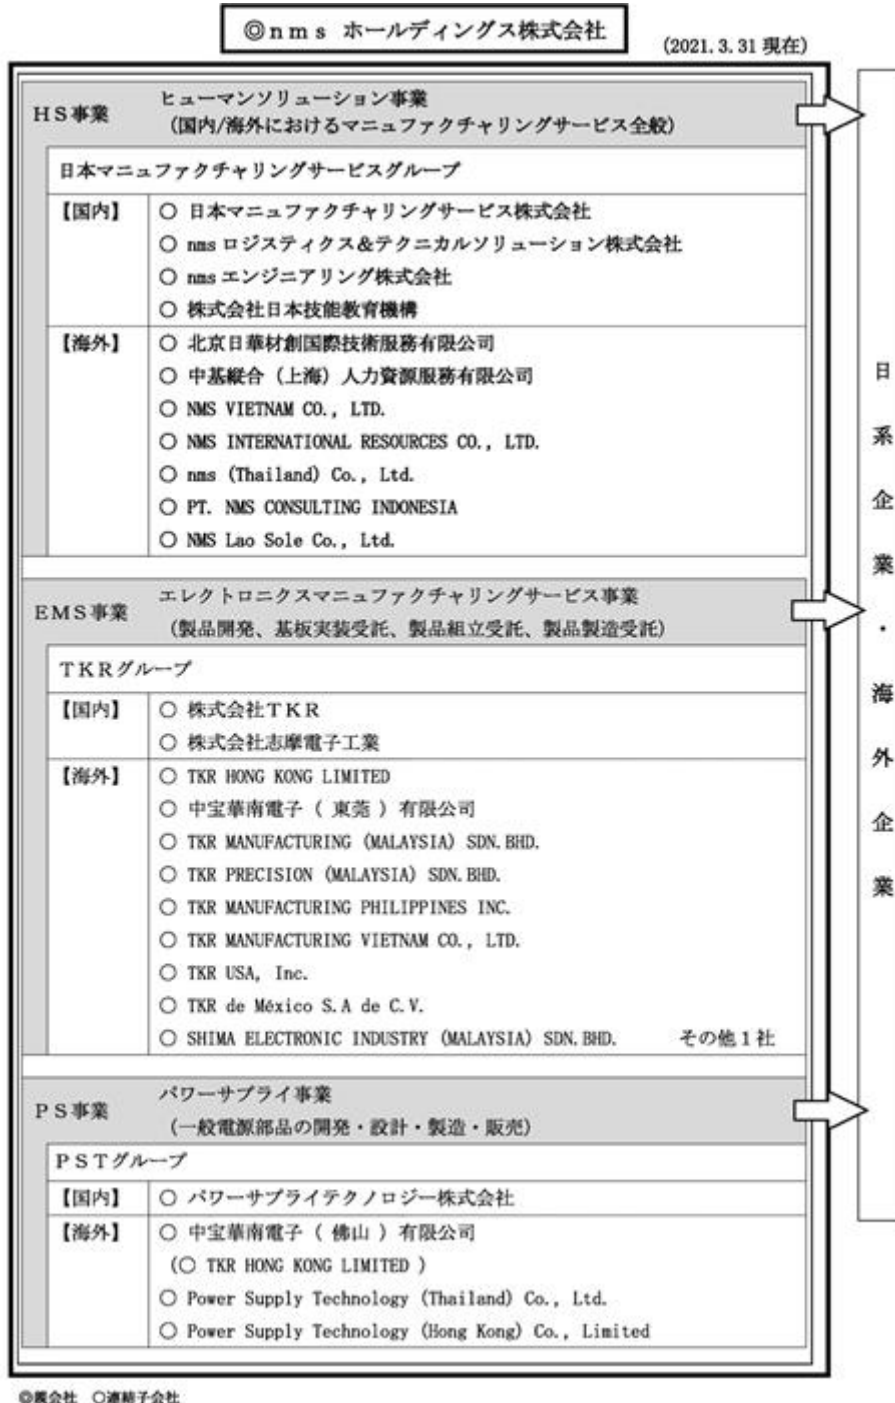 ◎ｎｍｓ ホールディングス株式会社
(2021.3.31 現在)
ＨＳ事業
ヒューマンソリューション事業
(国内/海外におけるマニュファクチャリングサービス全般)
日本マニュファクチャリングサービスグループ
【国内】
○ 日本マニュファクチャリングサービス株式会社
○ nms ロジスティクス＆テクニカルソリューション株式会社
○ nms エンジニアリング株式会社
○ 株式会社日本技能教育機構
【海外】
○ 北京日華材創国際技術服務有限公司
○ 中基縦合（上海）人力資源服務有限公司
○ NMS VIETNAM CO., LTD.
○ NMS INTERNATIONAL RESOURCES CO., LTD.
○ nms (Thailand) Co., Ltd.
○ PT. NMS CONSULTING INDONESIA
○ NMS Lao Sole Co., Ltd.
ＥＭＳ事業
エレクトロニクスマニュファクチャリングサービス事業
(製品開発、基板実装受託、製品組立受託、製品製造受託)
ＴＫＲグループ
【国内】
○ 株式会社ＴＫＲ
○ 株式会社志摩電子工業
【海外】
○ TKR HONG KONG LIMITED
○ 中宝華南電子（ 東莞 ）有限公司
○ TKR MANUFACTURING (MALAYSIA) SDN.BHD.
○ TKR PRECISION (MALAYSIA) SDN.BHD.
○ TKR MANUFACTURING PHILIPPINES INC.
○ TKR MANUFACTURING VIETNAM CO., LTD.
○ TKR USA, Inc.
○ TKR de México S.A de C.V.
○ SHIMA ELECTRONIC INDUSTRY (MALAYSIA) SDN.BHD. その他１社
ＰＳ事業
パワーサプライ事業
(一般電源部品の開発・設計・製造・販売)
ＰＳＴグループ
【国内】
○ パワーサプライテクノロジー株式会社
【海外】
○ 中宝華南電子（ 佛山 ）有限公司
(○ TKR HONG KONG LIMITED )
○ Power Supply Technology (Thailand) Co., Ltd.
○ Power Supply Technology (Hong Kong) Co., Limited
日系企業・海外企業
◎親会社 ○連結子会社